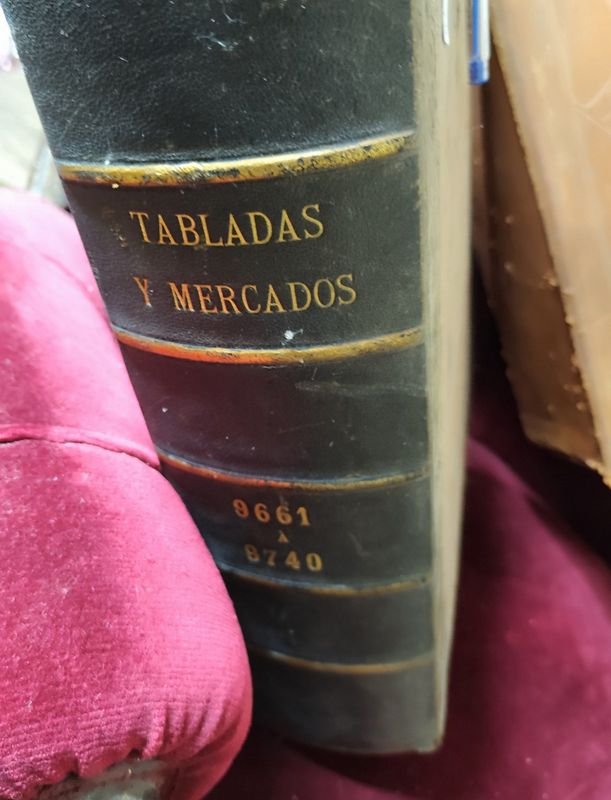 TABLADAS
Y MERCADOS
9661
A
9740